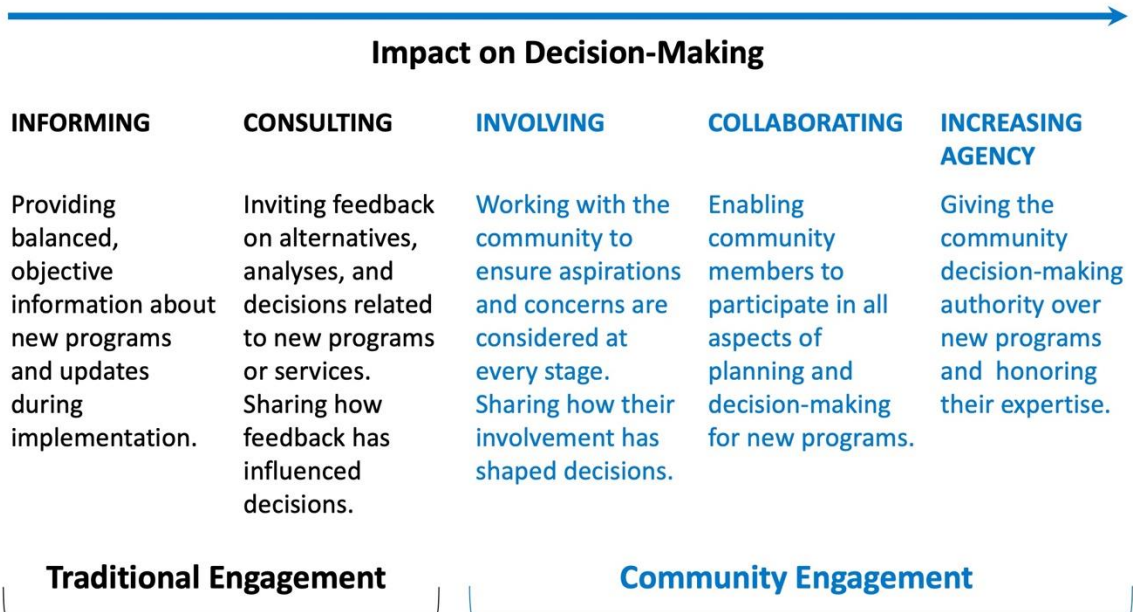 Impact on Decision-Making
INFORMING
Providing
balanced,
objective
information about
new programs
and updates
during
implementation.
CONSULTING
Inviting feedback
on alternatives,
analyses, and
decisions related
to new programs
or services.
Sharing how
feedback has
influenced
decisions.
INVOLVING
Working with the
community to
ensure aspirations
and concerns are
considered at
every stage.
Sharing how their
involvement has
shaped decisions.
COLLABORATING
Enabling
community
members to
participate in all
aspects of
planning and
decision-making
for new programs.
INCREASING
AGENCY
Giving the
community
decision-making
authority over
new programs
and honoring
their expertise.
Traditional Engagement
Community Engagement